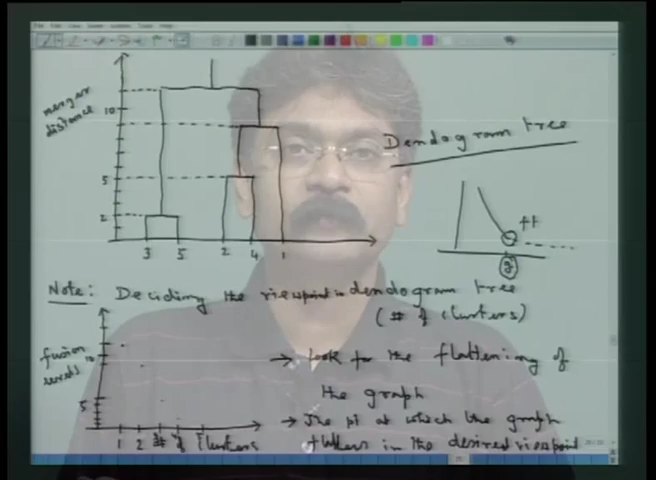 merger
distance
10
5
2
3 5 2 4 1
Dendogram tree
Note: Deciding the viewpoint in dendogram tree
(# of clusters)
fusion
levels
10
5
1 2 # of clusters
→ look for the flattening of
the graph
→ The pt at which the graph
flattens in the desired viewpoint